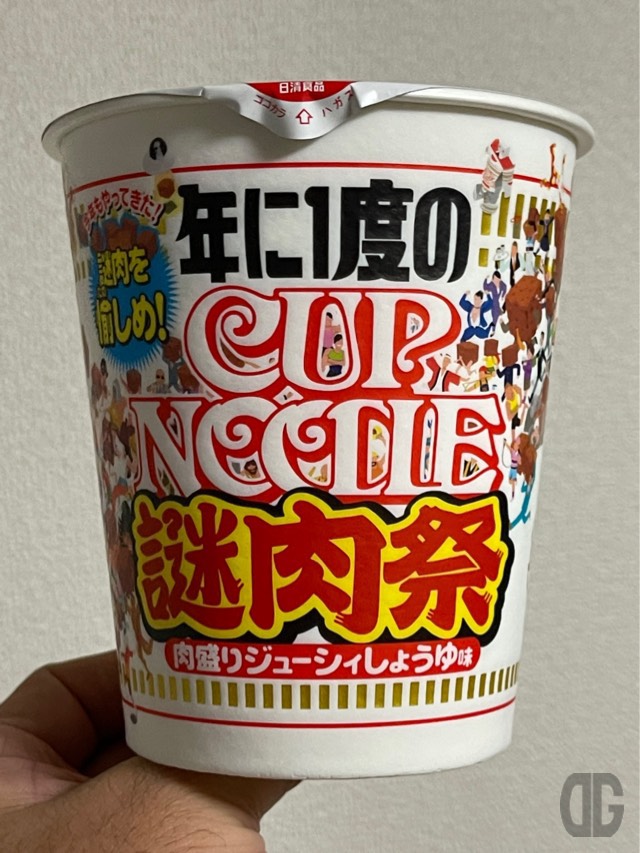 日清食品
ココカラ ハガス
今年もやってきた!
謎肉を
愉しめ!
年に1度の
CUP
NOODLE
謎肉祭
肉盛りジューシィしょうゆ味
DG